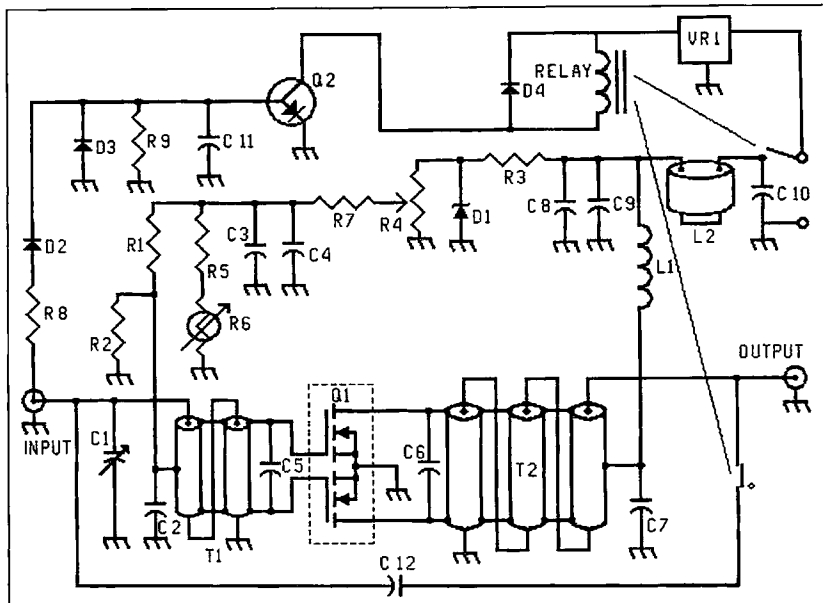 VR1
Q2
RELAY
D4
D3
R9
C11
R3
C8
C9
C10
L2
D2
R1
R5
C3
C4
R7
R4
D1
L1
R8
R2
R6
OUTPUT
INPUT
C1
C2
T1
C5
Q1
C6
T2
C7
C12